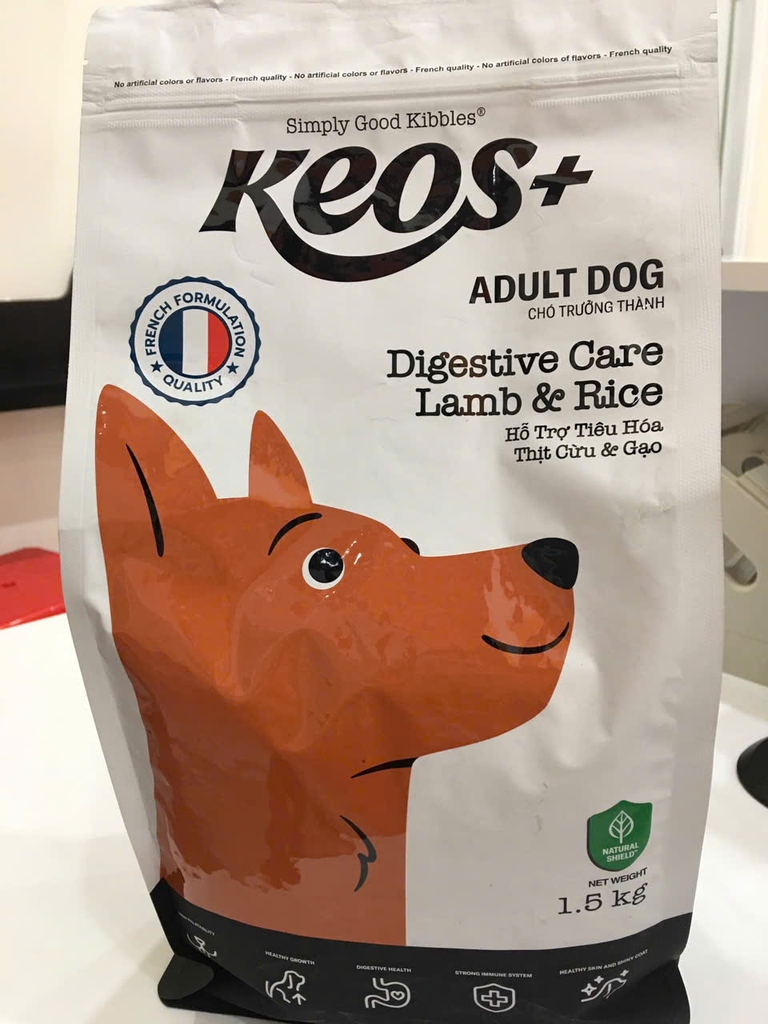 No artificial colors or flavors - French quality - No artificial colors or flavors - French quality - No artificial colors of flavors - French quality
Simply Good Kibbles®
Keos+
ADULT DOG
CHÓ TRƯỞNG THÀNH
FRENCH FORMULATION
QUALITY
Digestive Care
Lamb & Rice
Hỗ Trợ Tiêu Hóa
Thịt Cừu & Gạo
NATURAL
SHIELD™
NET WEIGHT
1.5 kg
HEALTHY GROWTH
DIGESTIVE HEALTH
STRONG IMMUNE SYSTEM
HEALTHY SKIN AND SHINY COAT